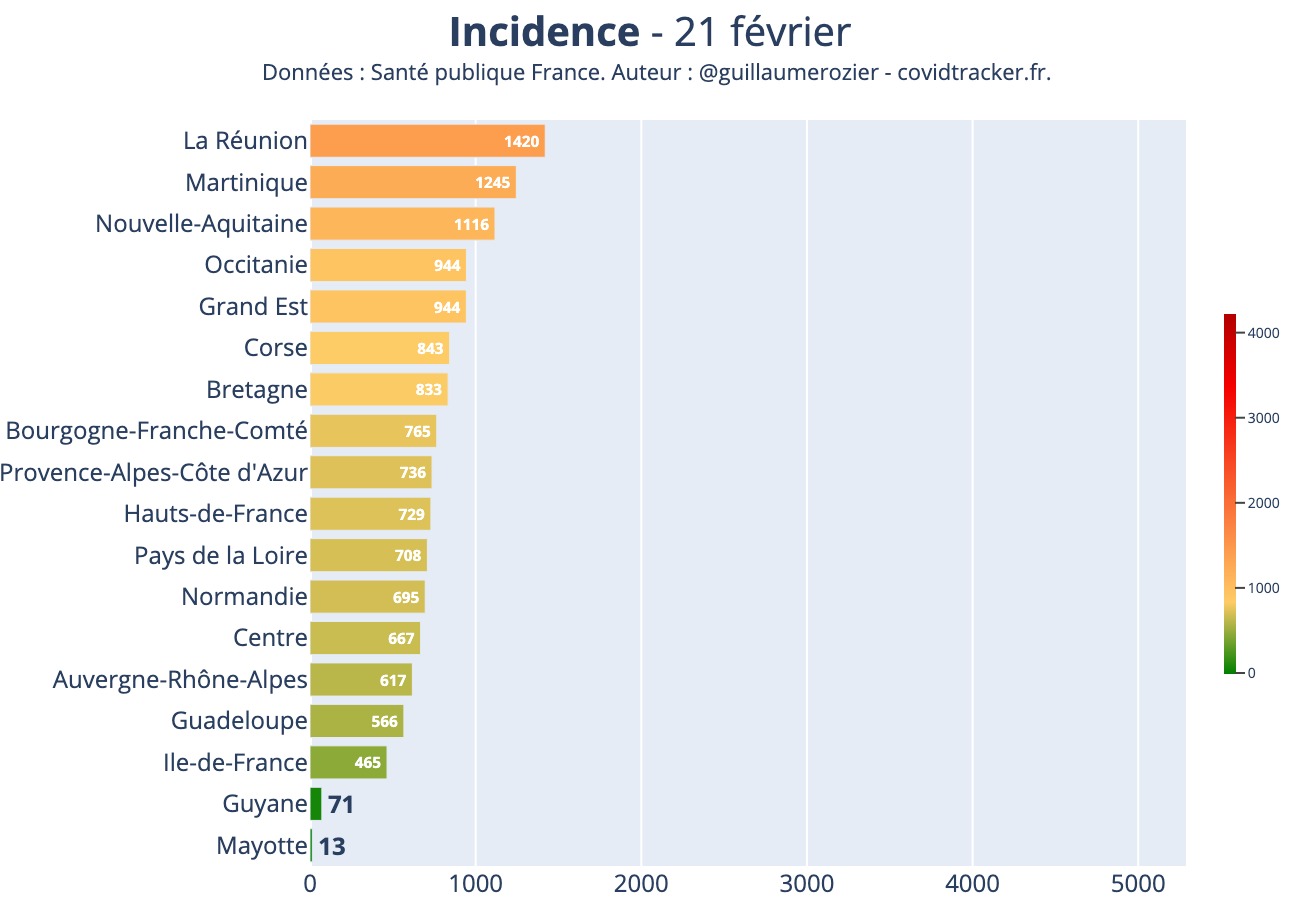 Incidence - 21 février
Données : Santé publique France. Auteur : @guillaumerozier - covidtracker.fr.
La Réunion 1420
Martinique 1245
Nouvelle-Aquitaine 1116
Occitanie 944
Grand Est 944
Corse 843
Bretagne 833
Bourgogne-Franche-Comté 765
Provence-Alpes-Côte d'Azur 736
Hauts-de-France 729
Pays de la Loire 708
Normandie 695
Centre 667
Auvergne-Rhône-Alpes 617
Guadeloupe 566
Ile-de-France 465
Guyane 71
Mayotte 13
0 1000 2000 3000 4000 5000
4000
3000
2000
1000
0